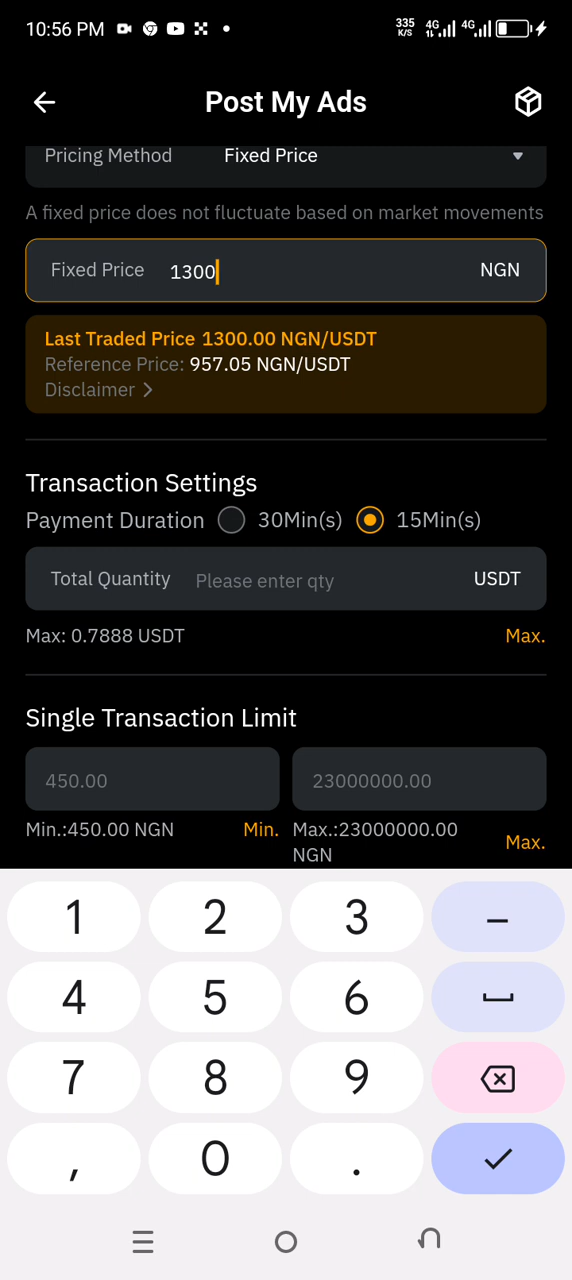 10:56 PM 335 K/S 4G 4G
Post My Ads
Pricing Method Fixed Price
A fixed price does not fluctuate based on market movements
Fixed Price 1300 NGN
Last Traded Price 1300.00 NGN/USDT
Reference Price: 957.05 NGN/USDT
Disclaimer
Transaction Settings
Payment Duration 30Min(s) 15Min(s)
Total Quantity Please enter qty USDT
Max: 0.7888 USDT Max.
Single Transaction Limit
450.00 23000000.00
Min.:450.00 NGN Min. Max.:23000000.00 NGN Max.
1 2 3 –
4 5 6
7 8 9
, 0 .